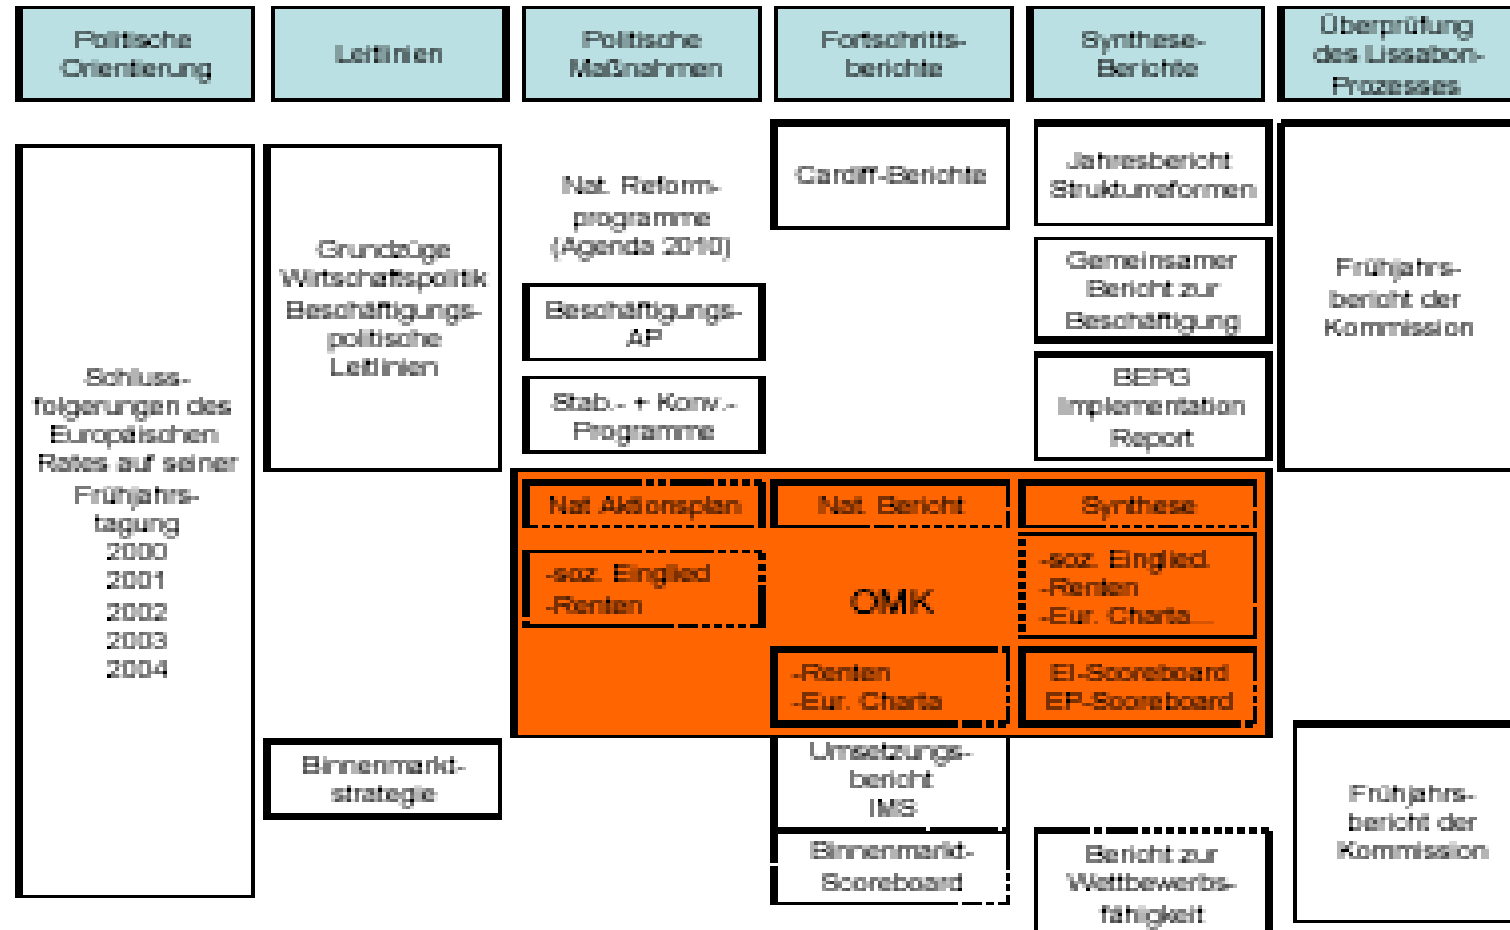 Politische
Orientierung
Leitlinien
Politische
Maßnahmen
Fortschritts-
berichte
Synthese-
Berichte
Überprüfung
des Lissabon-
Prozesses
Schluss-
folgerungen des
Europäischen
Rates auf seiner
Frühjahrs-
tagung
2000
2001
2002
2003
2004
Grundzüge
Wirtschaftspolitik
Beschäftigungs-
politische
Leitlinien
Binnenmarkt-
strategie
Nat. Reform-
programme
(Agenda 2010)
Beschäftigungs-
AP
Stab.- + Konv.-
Programme
Nat Aktionsplan
-soz. Einglied
-Renten
Cardiff-Berichte
Nat. Bericht
OMK
-Renten
-Eur. Charta
Umsetzungs-
bericht
IMS
Binnenmarkt-
Scoreboard
Jahresbericht
Strukturreformen
Gemeinsamer
Bericht zur
Beschäftigung
BEPG
Implementation
Report
Synthese
-soz. Einglied.
-Renten
-Eur. Charta...
EI-Scoreboard
EP-Scoreboard
Bericht zur
Wettbewerbs-
fähigkeit
Frühjahrs-
bericht der
Kommission
Frühjahrs-
bericht der
Kommission